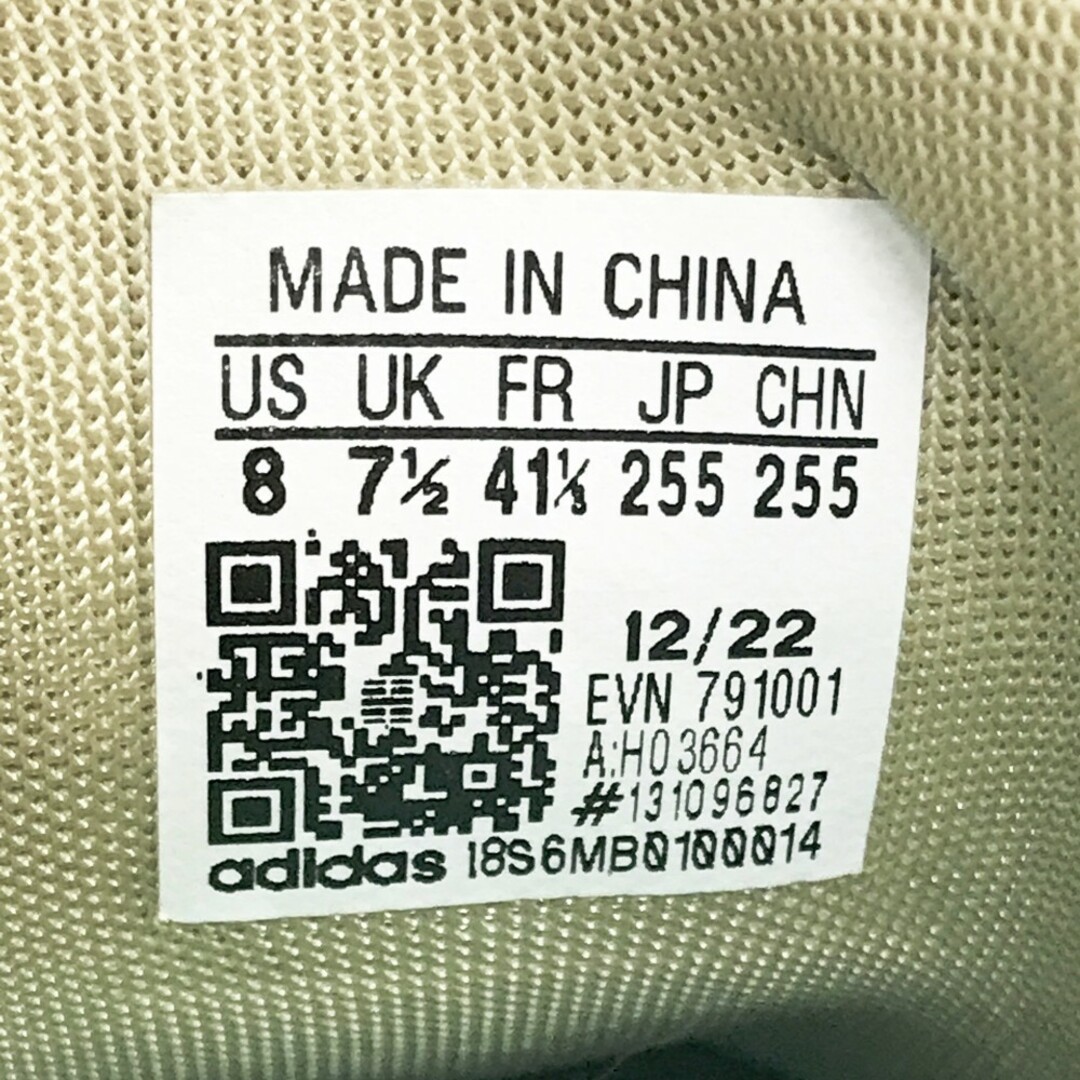 MADE IN CHINA
US UK FR JP CHN
8 7½ 41⅓ 255 255
12/22
EVN 791001
A:H03664
#131096827
adidas 18S6MB0100014